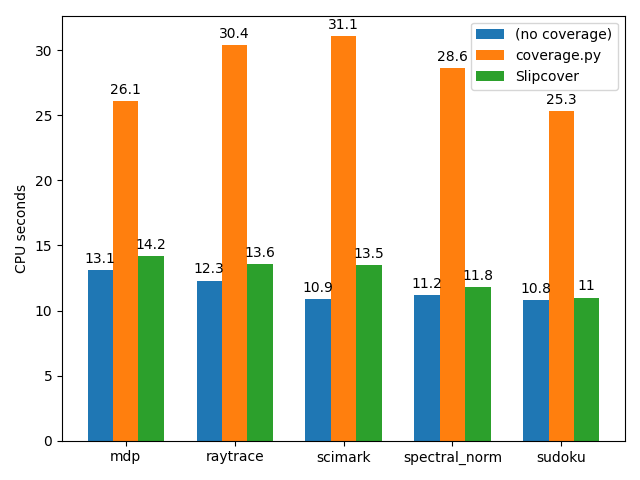 (no coverage)
coverage.py
Slipcover
CPU seconds
30
25
20
15
10
5
0
13.1
26.1
14.2
12.3
30.4
13.6
10.9
31.1
13.5
11.2
28.6
11.8
10.8
25.3
11
mdp
raytrace
scimark
spectral_norm
sudoku